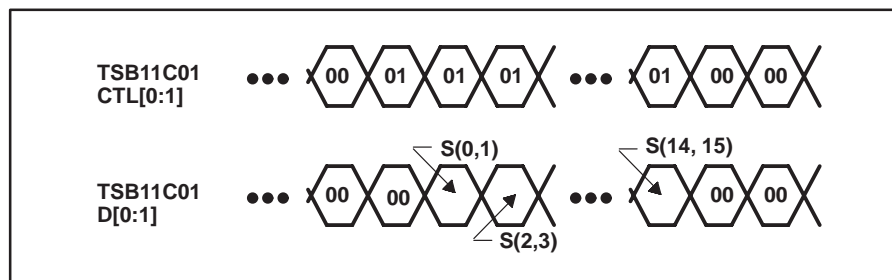 TSB11C01 ●●● 00 01 01 01 ●●● 01 00 00
CTL[0:1]
S(0,1) S(14, 15)
TSB11C01 ●●● 00 00 ●●● 00 00
D[0:1]
S(2,3)